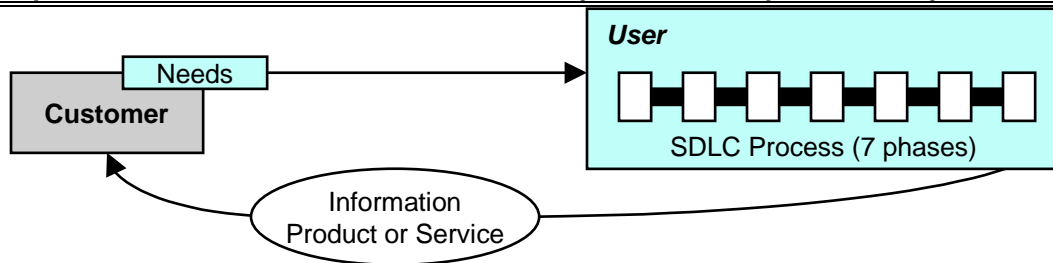 User
Needs
Customer
SDLC Process (7 phases)
Information
Product or Service